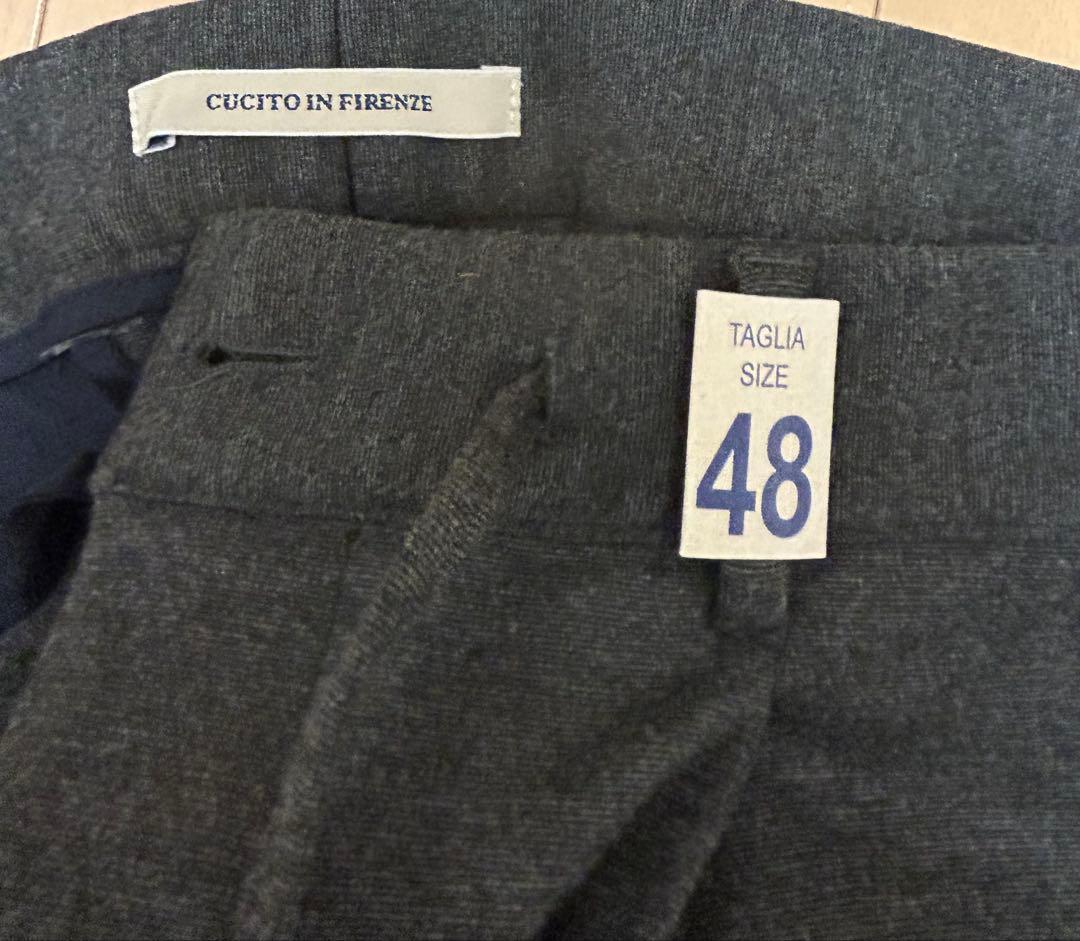 CUCITO IN FIRENZE
TAGLIA
SIZE
48